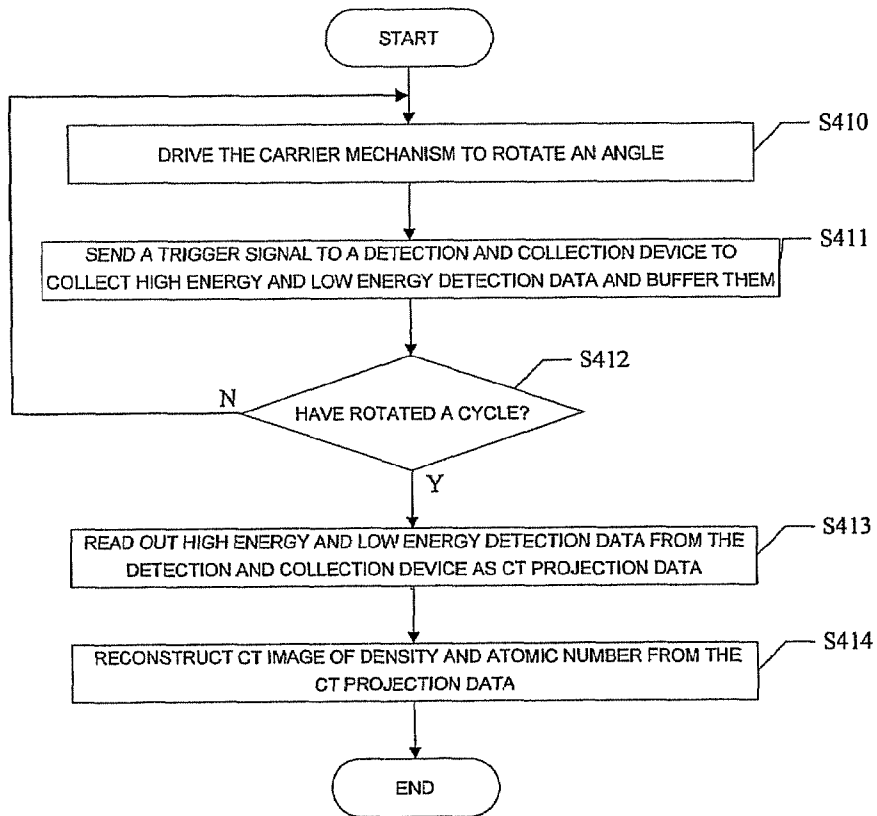 START
DRIVE THE CARRIER MECHANISM TO ROTATE AN ANGLE
S410
SEND A TRIGGER SIGNAL TO A DETECTION AND COLLECTION DEVICE TO
COLLECT HIGH ENERGY AND LOW ENERGY DETECTION DATA AND BUFFER THEM
S411
HAVE ROTATED A CYCLE?
S412
N
Y
READ OUT HIGH ENERGY AND LOW ENERGY DETECTION DATA FROM THE
DETECTION AND COLLECTION DEVICE AS CT PROJECTION DATA
S413
RECONSTRUCT CT IMAGE OF DENSITY AND ATOMIC NUMBER FROM THE
CT PROJECTION DATA
S414
END